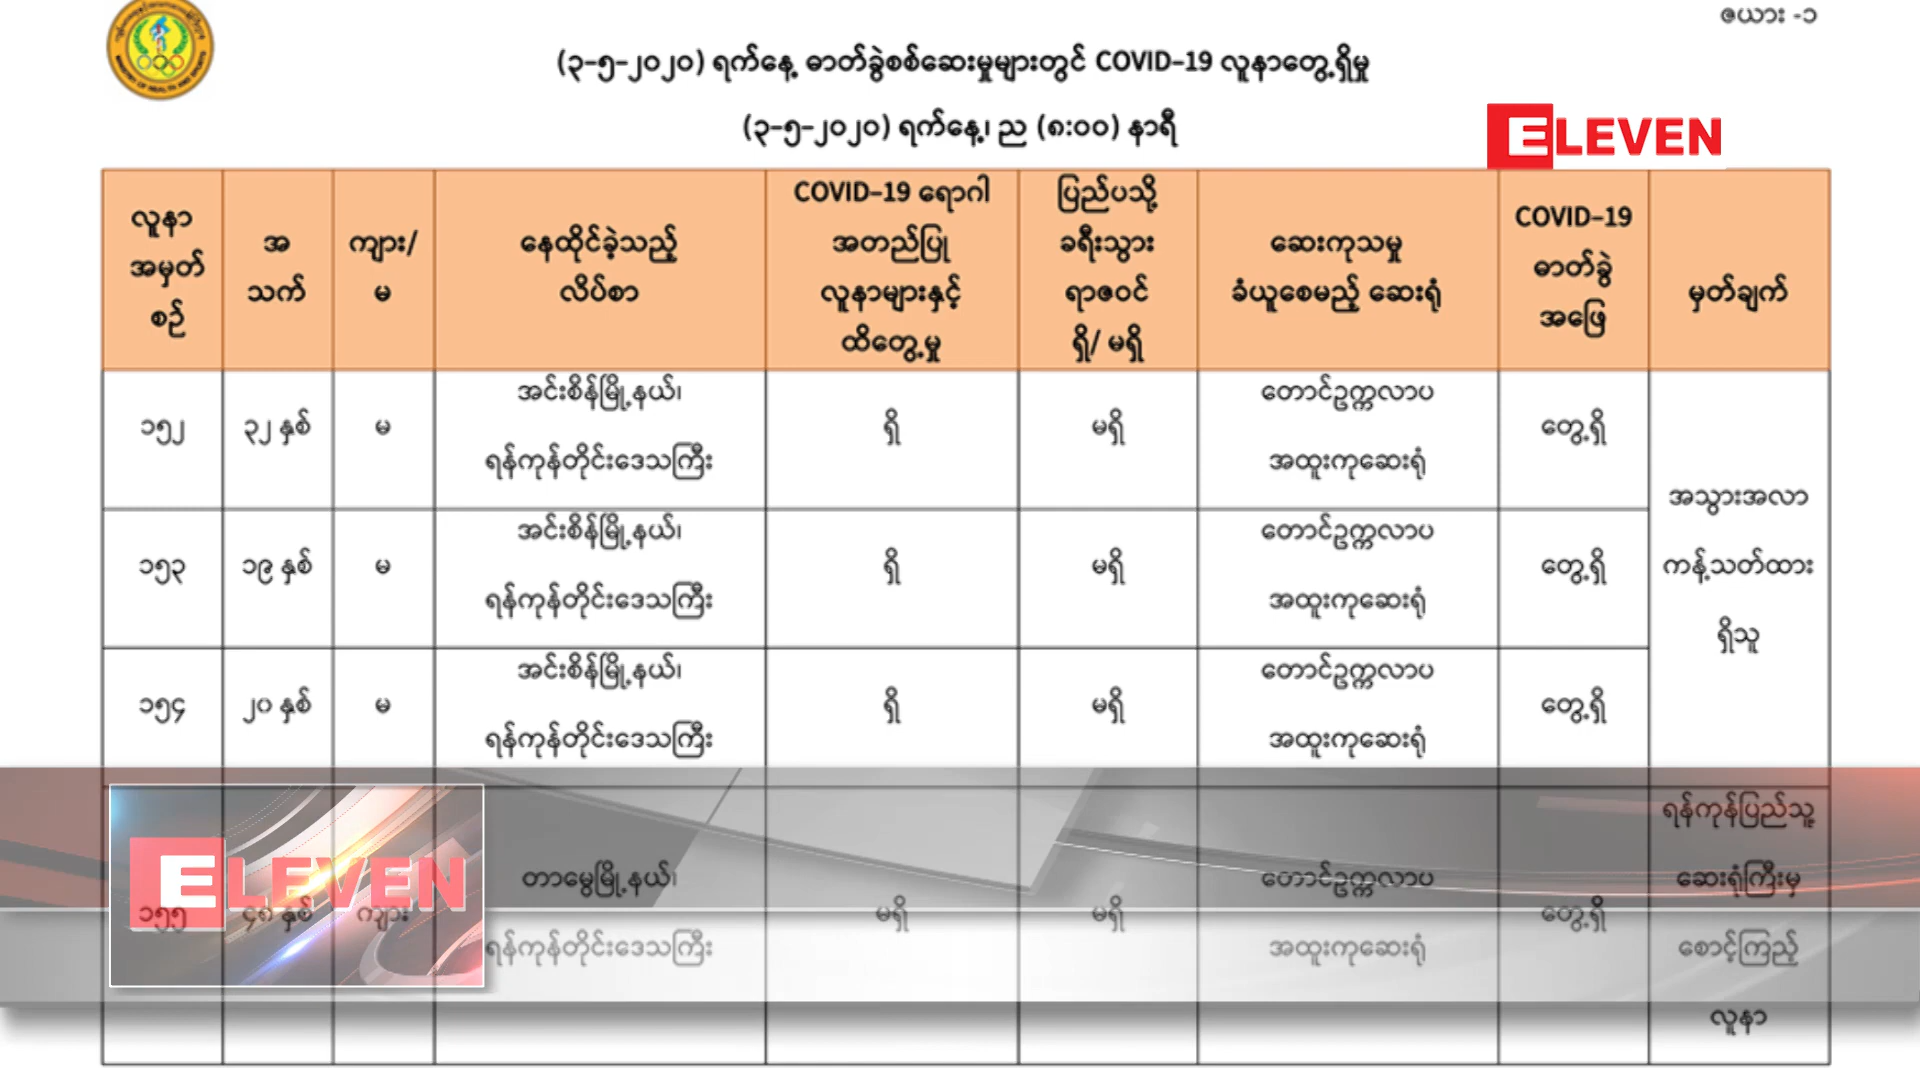 ဇယား -၁
(၃-၅-၂၀၂၀) ရက်နေ့ ဓာတ်ခွဲစစ်ဆေးမှုများတွင် COVID-19 လူနာတွေ့ရှိမှု
(၃-၅-၂၀၂၀) ရက်နေ့၊ ည (၈:၀၀) နာရီ
ELEVEN
လူနာ
အမှတ်
စဉ်
အ
သက်
ကျား/
မ
နေထိုင်ခဲ့သည့်
လိပ်စာ
COVID-19 ရောဂါ
အတည်ပြု
လူနာများနှင့်
ထိတွေ့မှု
ပြည်ပသို့
ခရီးသွား
ရာဇဝင်
ရှိ/ မရှိ
ဆေးကုသမှု
ခံယူစေမည့် ဆေးရုံ
COVID-19
ဓာတ်ခွဲ
အဖြေ
မှတ်ချက်
၁၅၂
၃၂ နှစ်
မ
အင်းစိန်မြို့နယ်၊
ရန်ကုန်တိုင်းဒေသကြီး
ရှိ
မရှိ
တောင်ဥက္ကလာပ
အထူးကုဆေးရုံ
တွေ့ရှိ
အသွားအလာ
ကန့်သတ်ထား
ရှိသူ
၁၅၃
၁၉ နှစ်
မ
အင်းစိန်မြို့နယ်၊
ရန်ကုန်တိုင်းဒေသကြီး
ရှိ
မရှိ
တောင်ဥက္ကလာပ
အထူးကုဆေးရုံ
တွေ့ရှိ
၁၅၄
၂၀ နှစ်
မ
အင်းစိန်မြို့နယ်၊
ရန်ကုန်တိုင်းဒေသကြီး
ရှိ
မရှိ
တောင်ဥက္ကလာပ
အထူးကုဆေးရုံ
တွေ့ရှိ
၁၅၅
၄၈ နှစ်
ကျား
တာမွေမြို့နယ်၊
ရန်ကုန်တိုင်းဒေသကြီး
မရှိ
မရှိ
တောင်ဥက္ကလာပ
အထူးကုဆေးရုံ
တွေ့ရှိ
ရန်ကုန်ပြည်သူ့
ဆေးရုံကြီးမှ
စောင့်ကြည့်
လူနာ
ELEVEN